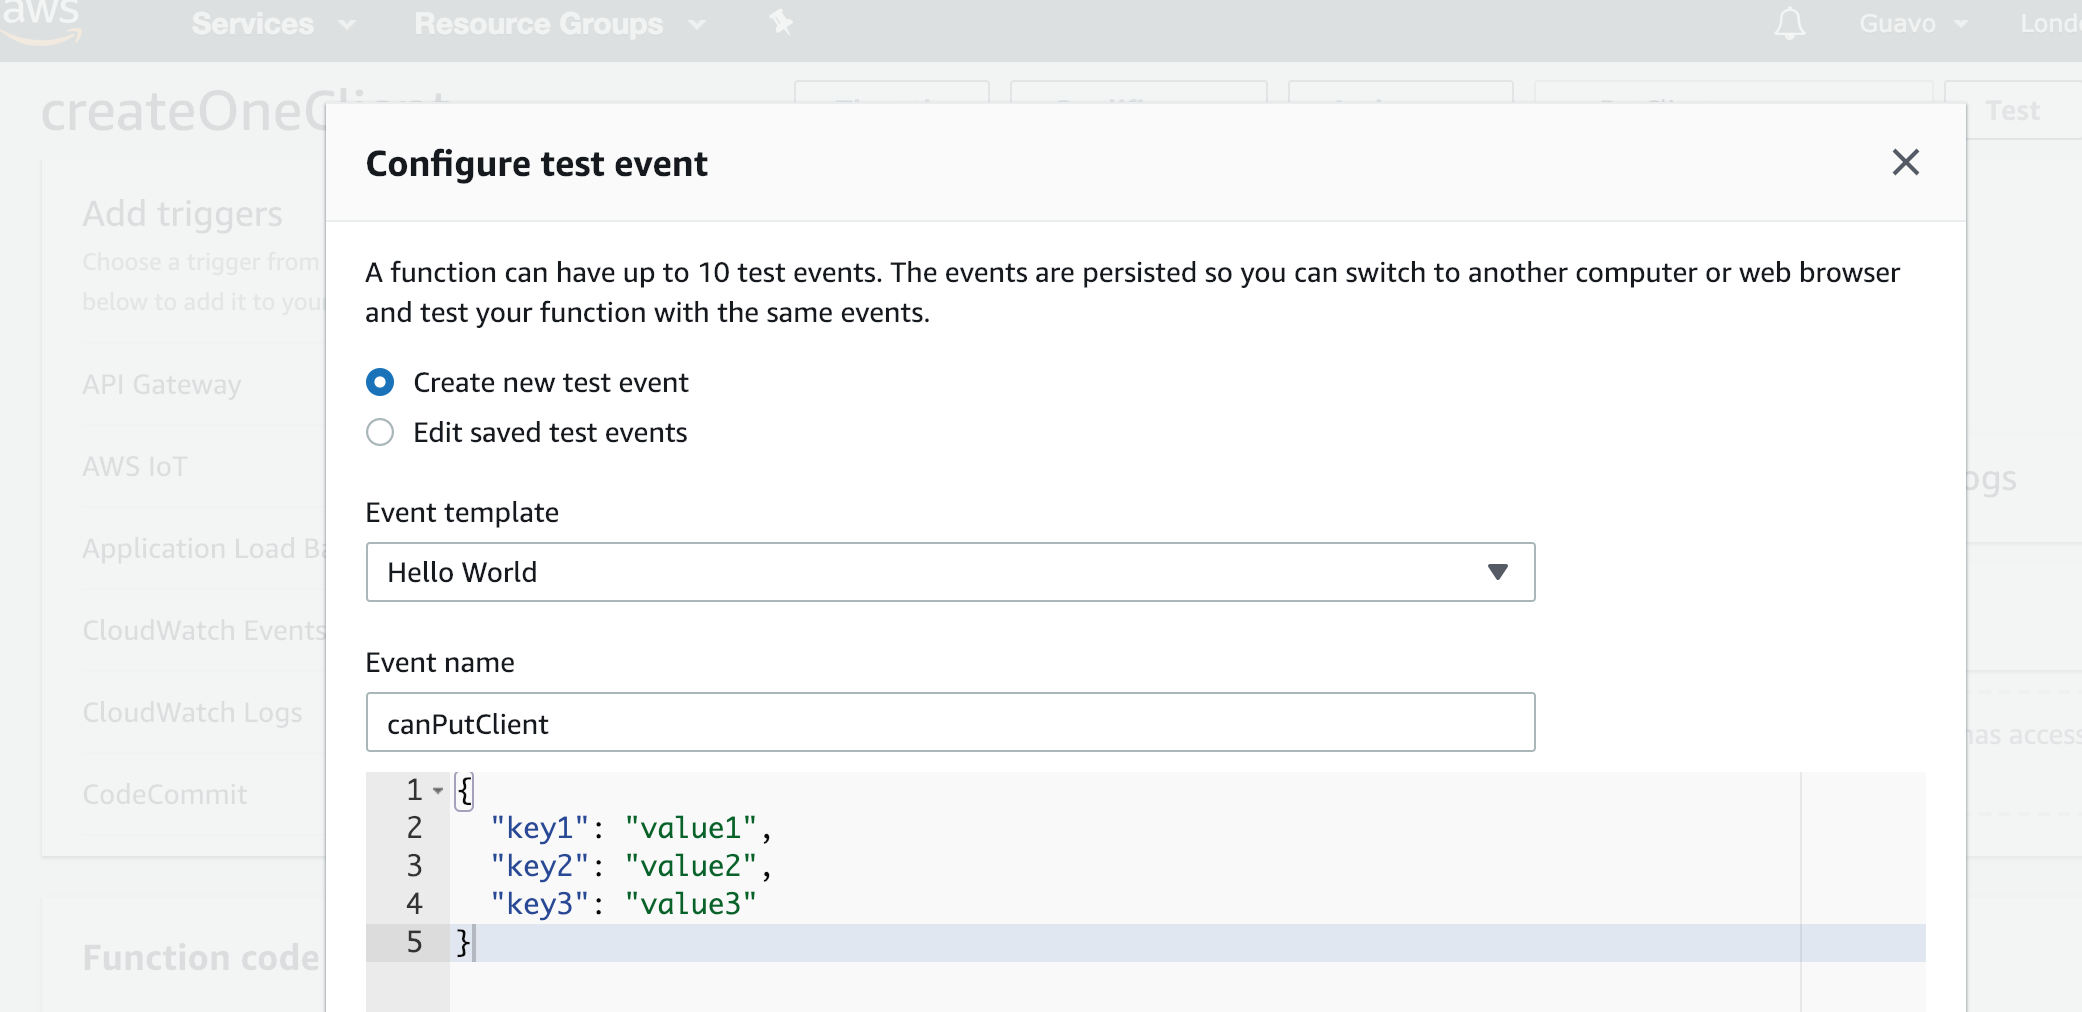 aws
Services
Resource Groups
Guavo
createOneClient
Test
Configure test event
Add triggers
Choose a trigger from
below to add it to your
API Gateway
AWS IoT
Application Load
CloudWatch Events
CloudWatch Logs
CodeCommit
Function code
A function can have up to 10 test events. The events are persisted so you can switch to another computer or web browser
and test your function with the same events.
Create new test event
Edit saved test events
Event template
Hello World
Event name
canPutClient
1 {
2 "key1": "value1",
3 "key2": "value2",
4 "key3": "value3"
5 }
has access